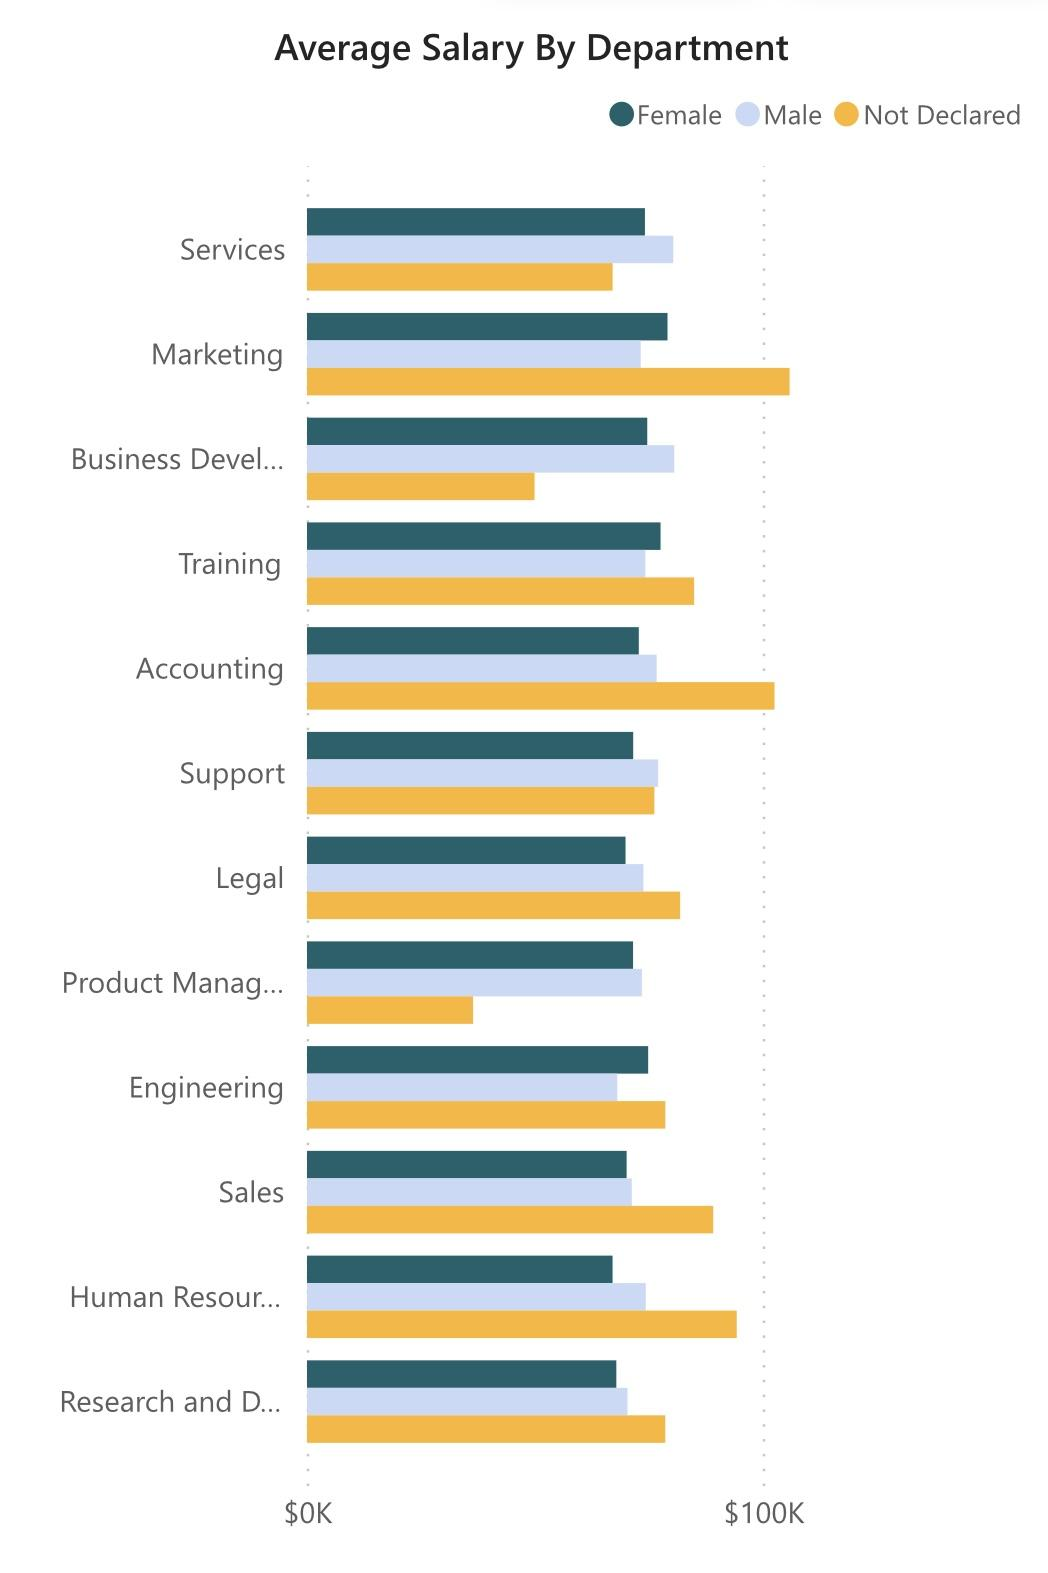 Average Salary By Department
Female Male Not Declared
Services
Marketing
Business Devel...
Training
Accounting
Support
Legal
Product Manag...
Engineering
Sales
Human Resour...
Research and D...
$0K $100K